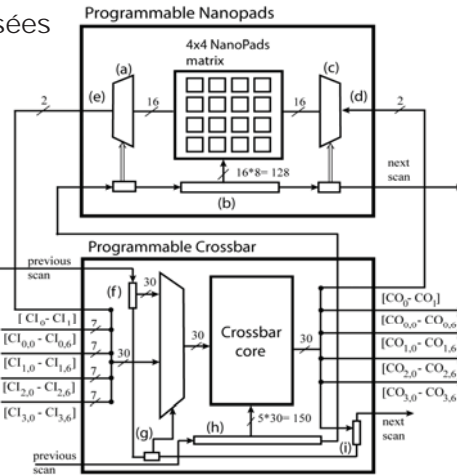 sées
Programmable Nanopads
4x4 NanoPads
matrix
(a)
(c)
(e)
(d)
2
16
16
2
16*8= 128
next
scan
(b)
previous
scan
Programmable Crossbar
(f)
30
[CI0- CI1]
7
[CI0,0 - CI0,6]
7
[CI1,0 - CI1,6]
7
[CI2,0 - CI2,6]
7
[CI3,0 - CI3,6]
30
30
Crossbar
core
30
[CO0- CO1]
[CO0,0 - CO0,6]
[CO1,0 - CO1,6]
[CO2,0 - CO2,6]
[CO3,0 - CO3,6]
(g)
(h)
5*30= 150
(i)
next
scan
previous
scan